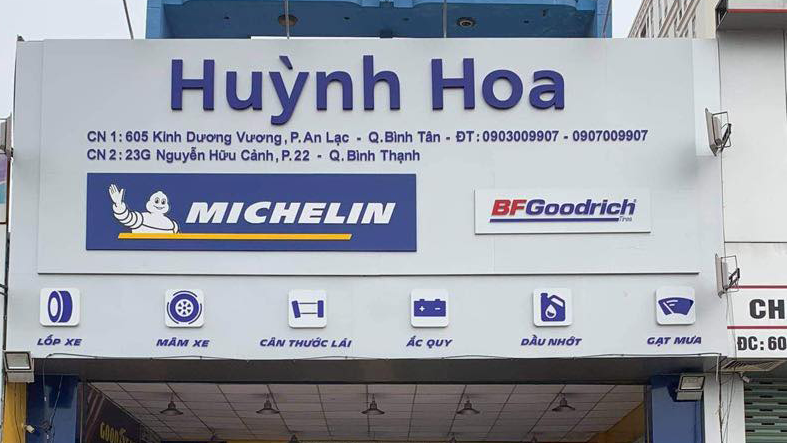 Huỳnh Hoa
CN 1: 605 Kinh Dương Vương, P.An Lạc - Q.Bình Tân - ĐT: 0903009907 - 0907009907
CN 2: 23G Nguyễn Hữu Cảnh, P.22 - Q.Bình Thạnh
MICHELIN
BFGoodrich
Tires
LỐP XE
MÂM XE
CÂN THƯỚC LÁI
ẮC QUY
DẦU NHỚT
GẠT MƯA
CH
ĐC: 60